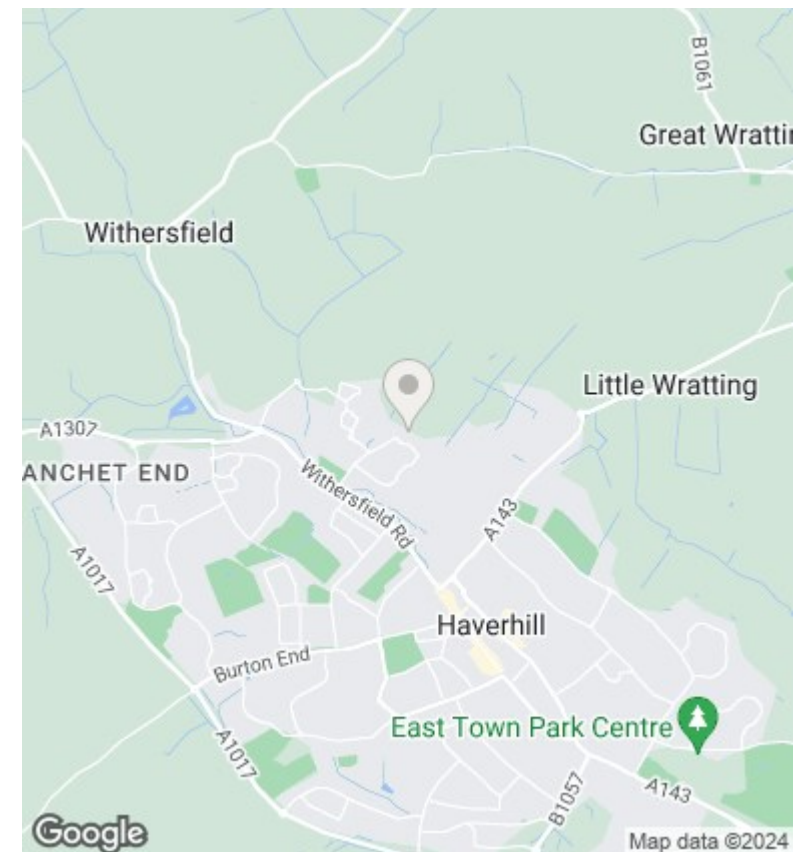 B1061
Great Wrattin
Withersfield
Little Wratting
A1307
ANCHET END
Withersfield Rd
A143
A1017
Haverhill
Burton End
East Town Park Centre
A1017
A143
B1057
Google
Map data ©2024